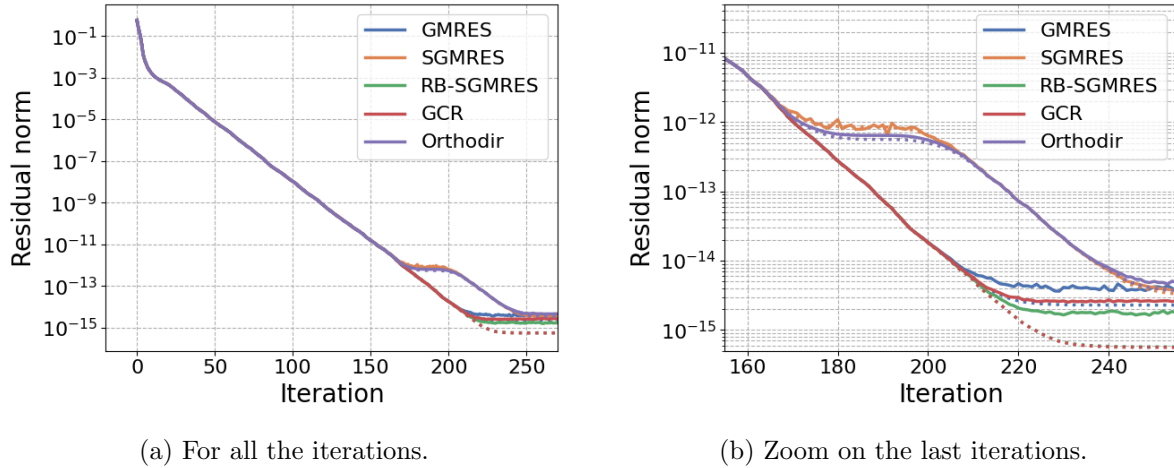 Residual norm
10⁻¹
10⁻³
10⁻⁵
10⁻⁷
10⁻⁹
10⁻¹¹
10⁻¹³
10⁻¹⁵
GMRES
SGMRES
RB-SGMRES
GCR
Orthodir
0 50 100 150 200 250
Iteration
(a) For all the iterations.
Residual norm
10⁻¹¹
10⁻¹²
10⁻¹³
10⁻¹⁴
10⁻¹⁵
GMRES
SGMRES
RB-SGMRES
GCR
Orthodir
160 180 200 220 240
Iteration
(b) Zoom on the last iterations.